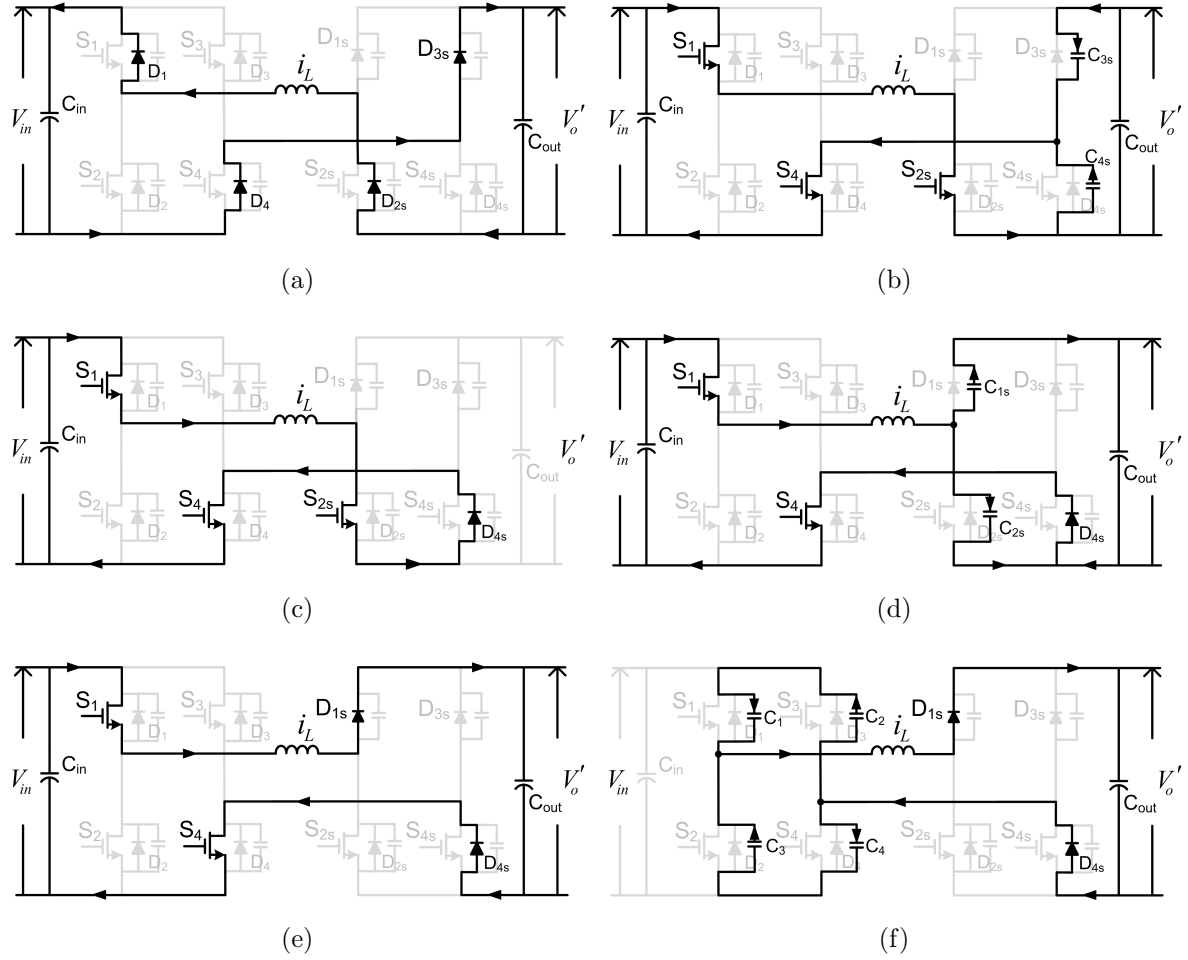 S1 D1 S3 D3 iL D1s D3s
Vin Cin Cout Vo'
S2 D2 S4 D4 S2s D2s S4s D4s
(a)
S1 D1 S3 D3 iL D1s D3s C3s
Vin Cin Cout Vo'
S2 D2 S4 D4 S2s D2s S4s C4s D4s
(b)
S1 D1 S3 D3 iL D1s D3s
Vin Cin Cout Vo'
S2 D2 S4 D4 S2s D2s S4s D4s
(c)
S1 D1 S3 D3 iL D1s C1s D3s
Vin Cin Cout Vo'
S2 D2 S4 D4 S2s D2s C2s S4s D4s
(d)
S1 D1 S3 D3 iL D1s D3s
Vin Cin Cout Vo'
S2 D2 S4 D4 S2s D2s S4s D4s
(e)
S1 C1 D1 S3 C2 D3 iL D1s D3s
Vin Cin Cout Vo'
S2 C3 D2 S4 C4 D4 S2s D2s S4s D4s
(f)